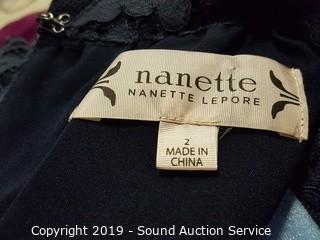 nanette
NANETTE LEPORE
2
MADE IN
CHINA
Copyright 2019 - Sound Auction Service